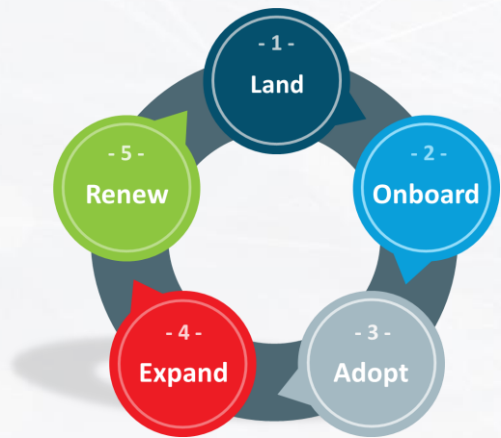 - 1 -
Land
- 2 -
Onboard
- 3 -
Adopt
- 4 -
Expand
- 5 -
Renew